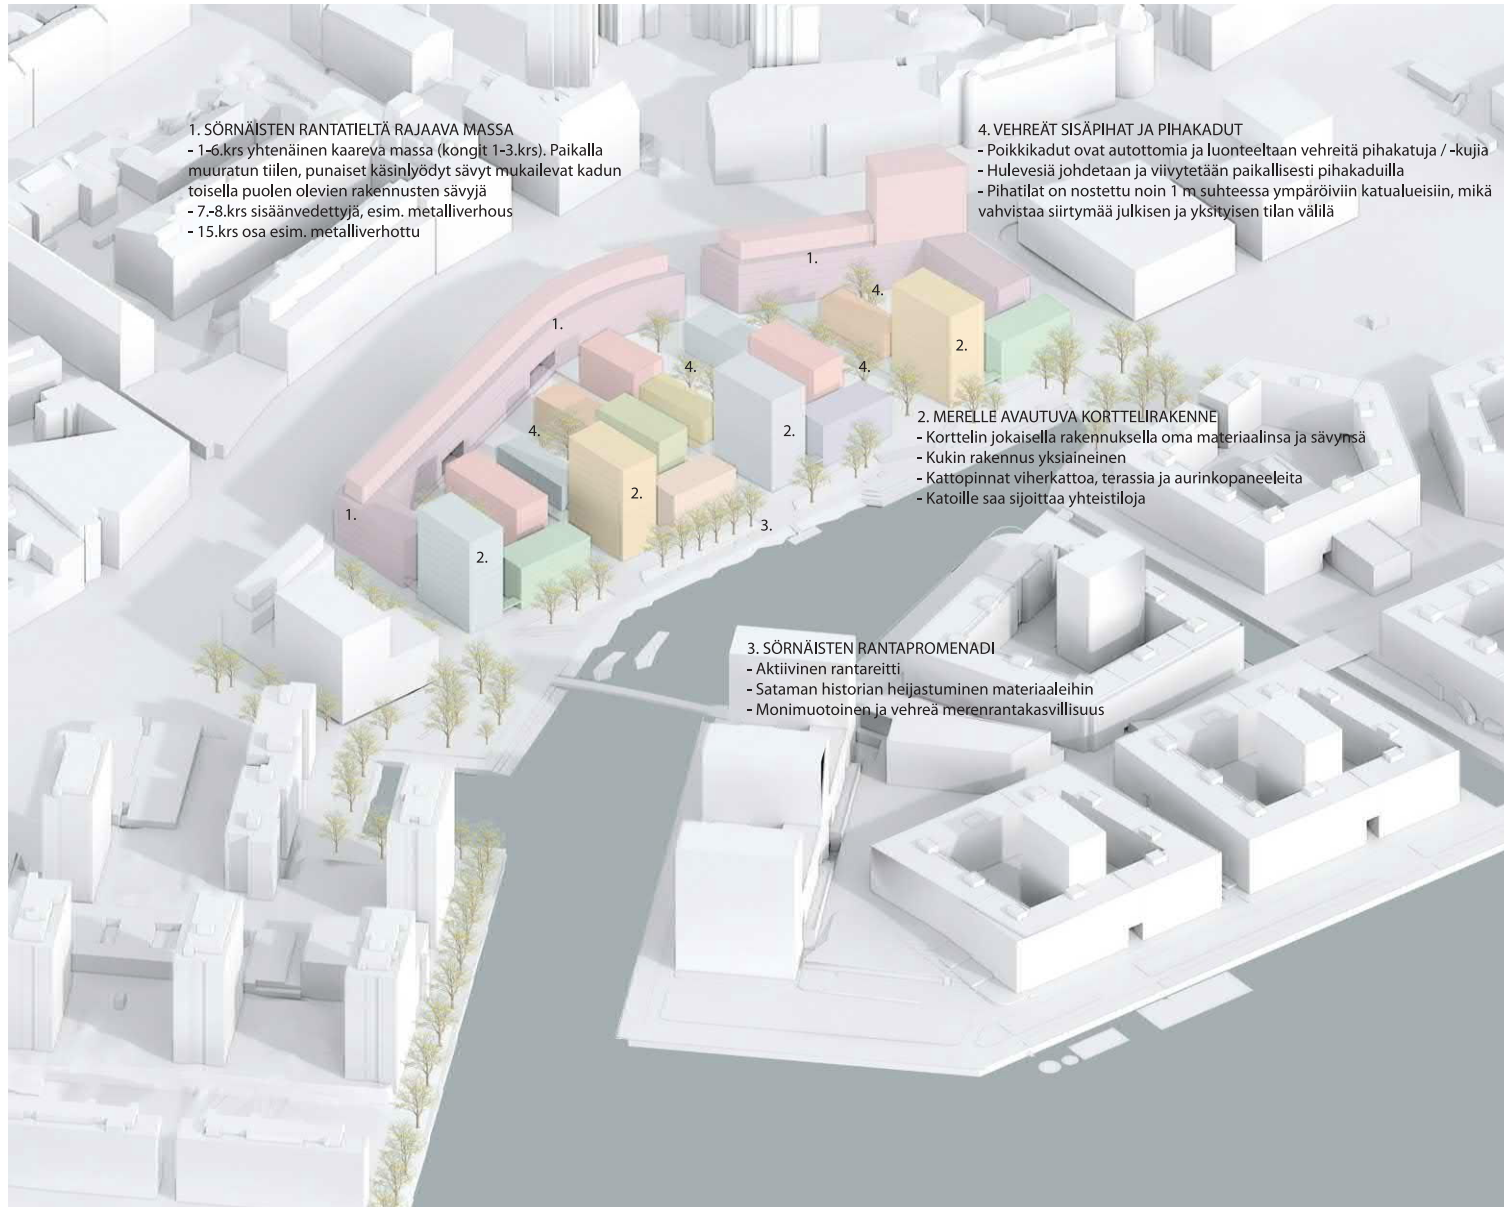 1. SÖRNÄISTEN RANTATIELTÄ RAJAAVA MASSA
- 1-6.krs yhtenäinen kaareva massa (kongit 1-3.krs). Paikalla
muuratun tiilen, punaiset käsinlyödyt sävyt mukailevat kadun
toisella puolen olevien rakennusten sävyjä
- 7.-8.krs sisäänvedettyjä, esim. metalliverhous
- 15.krs osa esim. metalliverhottu
4. VEHREÄT SISÄPIHAT JA PIHAKADUT
- Poikkikadut ovat autottomia ja luonteeltaan vehreitä pihakatuja / -kujia
- Hulevesiä johdetaan ja viivytetään paikallisesti pihakaduilla
- Pihatilat on nostettu noin 1 m suhteessa ympäröiviin katualueisiin, mikä
vahvistaa siirtymää julkisen ja yksityisen tilan välilä
1.
4.
1.
2.
4.
4.
2. MERELLE AVAUTUVA KORTTELIRAKENNE
- Korttelin jokaisella rakennuksella oma materiaalinsa ja sävynsä
- Kukin rakennus yksiaineinen
- Kattopinnat viherkattoa, terassia ja aurinkopaneeleita
- Katoille saa sijoittaa yhteistiloja
4.
2.
2.
1.
3.
2.
3. SÖRNÄISTEN RANTAPROMENADI
- Aktiivinen rantareitti
- Sataman historian heijastuminen materiaaleihin
- Monimuotoinen ja vehreä merenrantakasvillisuus